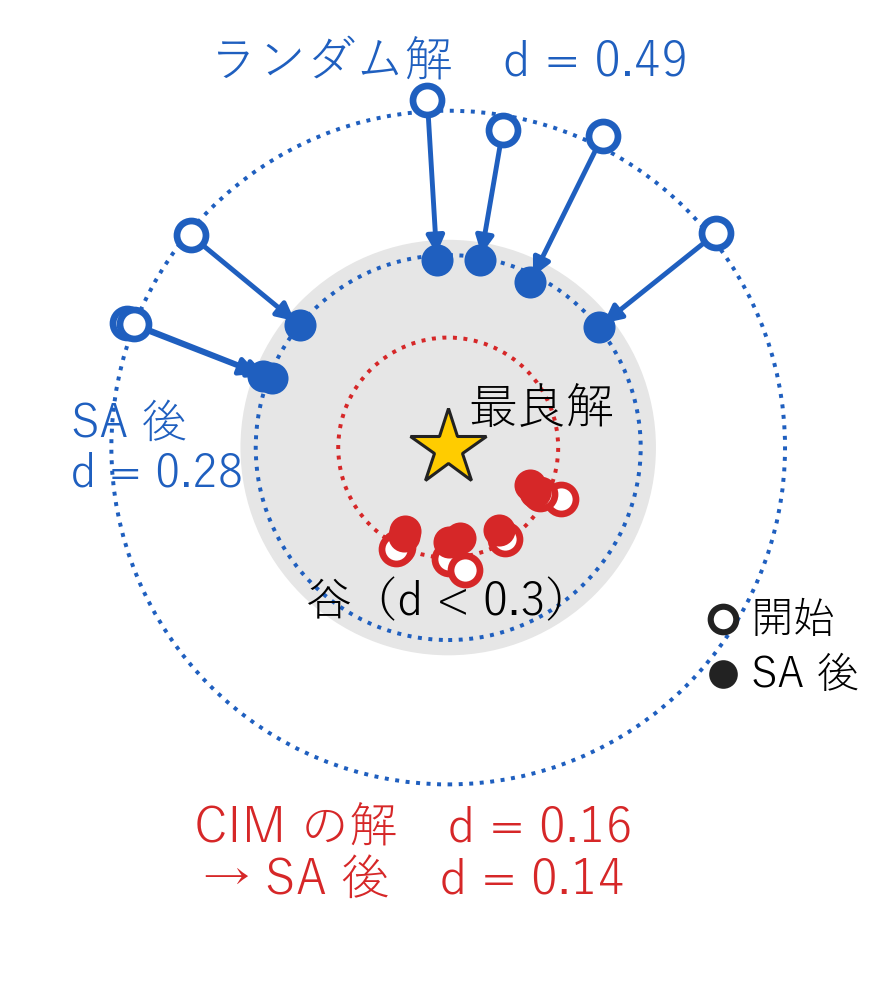 ランダム解　d = 0.49
最良解
SA 後
d = 0.28
谷（d < 0.3）
開始
SA 後
CIM の解　d = 0.16
→ SA 後　d = 0.14